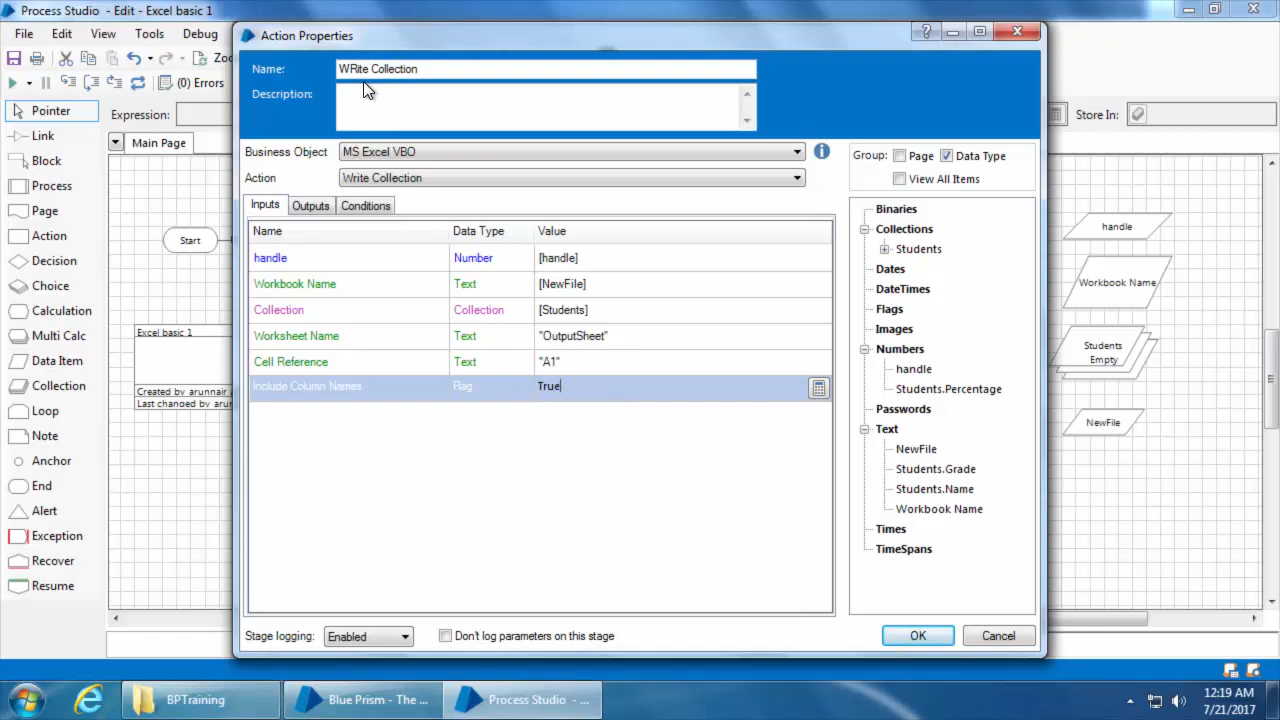 Process Studio - Edit - Excel basic 1
File Edit View Tools Debug
Action Properties
?
Zoo
(0) Errors
Name: WRite Collection
Description:
Expression:
Store In:
Main Page
Pointer
Link
Block
Process
Page
Action
Decision
Choice
Calculation
Multi Calc
Data Item
Collection
Loop
Note
Anchor
End
Alert
Exception
Recover
Resume
Start
Excel basic 1
Created by arunnair
Last changed by arun
Business Object MS Excel VBO
Action Write Collection
Group: Page Data Type
View All Items
Inputs Outputs Conditions
Name Data Type Value
handle Number [handle]
Workbook Name Text [NewFile]
Collection Collection [Students]
Worksheet Name Text "OutputSheet"
Cell Reference Text "A1"
Include Column Names Flag True
Binaries
Collections
Students
Dates
DateTimes
Flags
Images
Numbers
handle
Students.Percentage
Passwords
Text
NewFile
Students.Grade
Students.Name
Workbook Name
Times
TimeSpans
handle
Workbook Name
Students
Empty
NewFile
Stage logging: Enabled Don't log parameters on this stage
OK Cancel
BPTraining
Blue Prism - The ...
Process Studio - ...
12:19 AM
7/21/2017